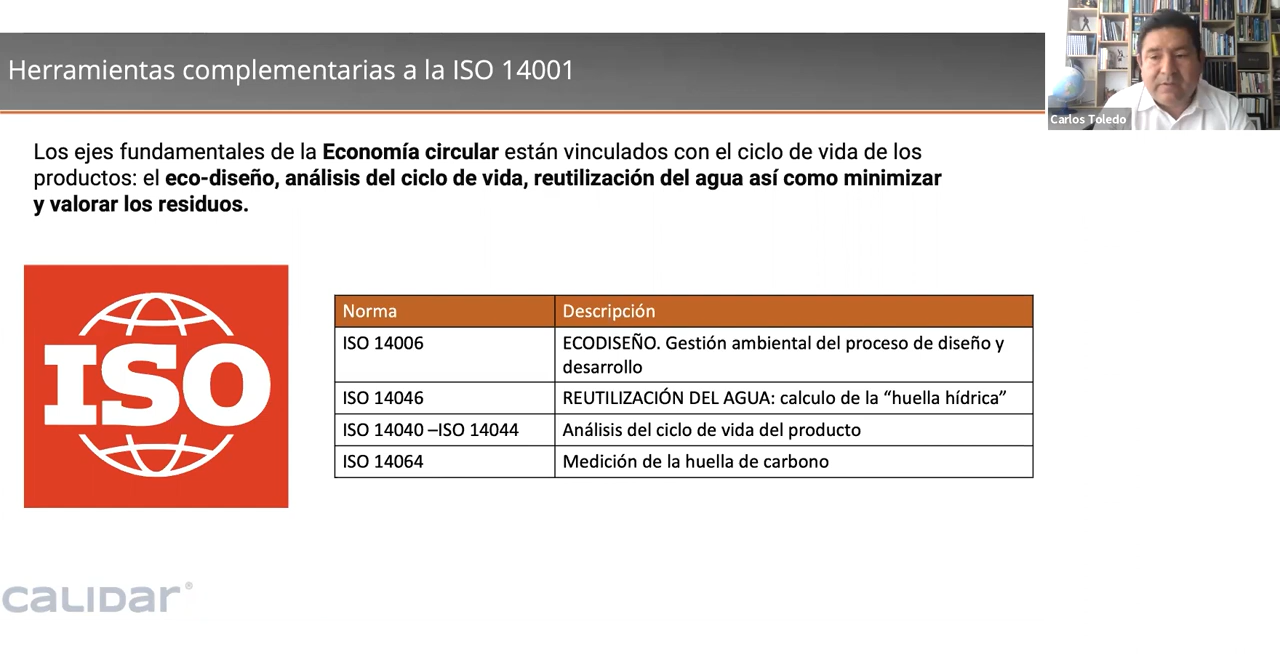 Herramientas complementarias a la ISO 14001
Carlos Toledo
Los ejes fundamentales de la Economía circular están vinculados con el ciclo de vida de los
productos: el eco-diseño, análisis del ciclo de vida, reutilización del agua así como minimizar
y valorar los residuos.
ISO
Norma Descripción
ISO 14006 ECODISEÑO. Gestión ambiental del proceso de diseño y
desarrollo
ISO 14046 REUTILIZACIÓN DEL AGUA: calculo de la “huella hídrica”
ISO 14040 –ISO 14044 Análisis del ciclo de vida del producto
ISO 14064 Medición de la huella de carbono
CALIDAR®